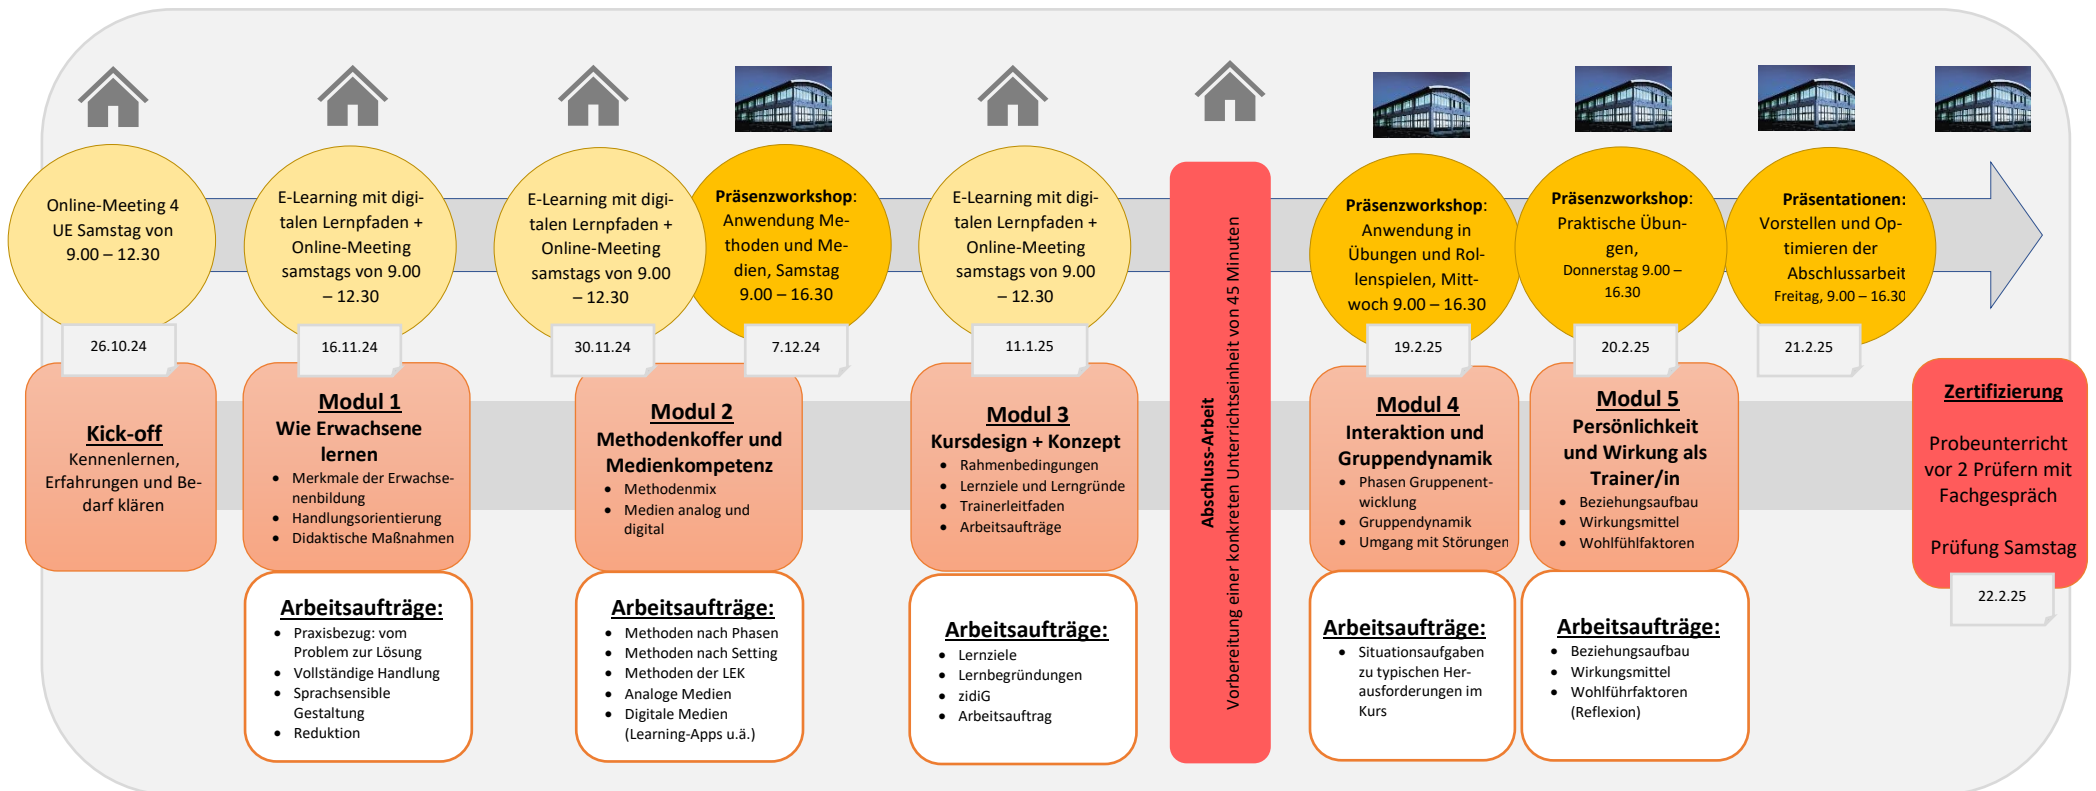 Online-Meeting 4
UE Samstag von
9.00 – 12.30
E-Learning mit digi-
talen Lernpfaden +
Online-Meeting
samstags von 9.00
– 12.30
E-Learning mit digi-
talen Lernpfaden +
Online-Meeting
samstags von 9.00
– 12.30
Präsenzworkshop:
Anwendung Me-
thoden und Me-
dien, Samstag
9.00 – 16.30
E-Learning mit digi-
talen Lernpfaden +
Online-Meeting
samstags von 9.00
– 12.30
Abschluss-Arbeit
Vorbereitung einer konkreten Unterrichtseinheit von 45 Minuten
Präsenzworkshop:
Anwendung in
Übungen und Rol-
lenspielen, Mitt-
woch 9.00 – 16.30
Präsenzworkshop:
Praktische Übun-
gen,
Donnerstag 9.00 –
16.30
Präsentationen:
Vorstellen und Op-
timieren der
Abschlussarbeit
Freitag, 9.00 – 16.30
26.10.24
16.11.24
30.11.24
7.12.24
11.1.25
19.2.25
20.2.25
21.2.25
Kick-off
Kennenlernen,
Erfahrungen und Be-
darf klären
Modul 1
Wie Erwachsene
lernen
• Merkmale der Erwachse-
nenbildung
• Handlungsorientierung
• Didaktische Maßnahmen
Modul 2
Methodenkoffer und
Medienkompetenz
• Methodenmix
• Medien analog und
digital
Modul 3
Kursdesign + Konzept
• Rahmenbedingungen
• Lernziele und Lerngründe
• Trainerleitfaden
• Arbeitsaufträge
Modul 4
Interaktion und
Gruppendynamik
• Phasen Gruppenent-
wicklung
• Gruppendynamik
• Umgang mit Störungen
Modul 5
Persönlichkeit
und Wirkung als
Trainer/in
• Beziehungsaufbau
• Wirkungsmittel
• Wohlfühlfaktoren
Zertifizierung
Probeunterricht
vor 2 Prüfern mit
Fachgespräch
Prüfung Samstag
22.2.25
Arbeitsaufträge:
• Praxisbezug: vom
Problem zur Lösung
• Vollständige Handlung
• Sprachsensible
Gestaltung
• Reduktion
Arbeitsaufträge:
• Methoden nach Phasen
• Methoden nach Setting
• Methoden der LEK
• Analoge Medien
• Digitale Medien
(Learning-Apps u.ä.)
Arbeitsaufträge:
• Lernziele
• Lernbegründungen
• zidiG
• Arbeitsauftrag
Arbeitsaufträge:
• Situationsaufgaben
zu typischen Her-
ausforderungen im
Kurs
Arbeitsaufträge:
• Beziehungsaufbau
• Wirkungsmittel
• Wohlführfaktoren
(Reflexion)